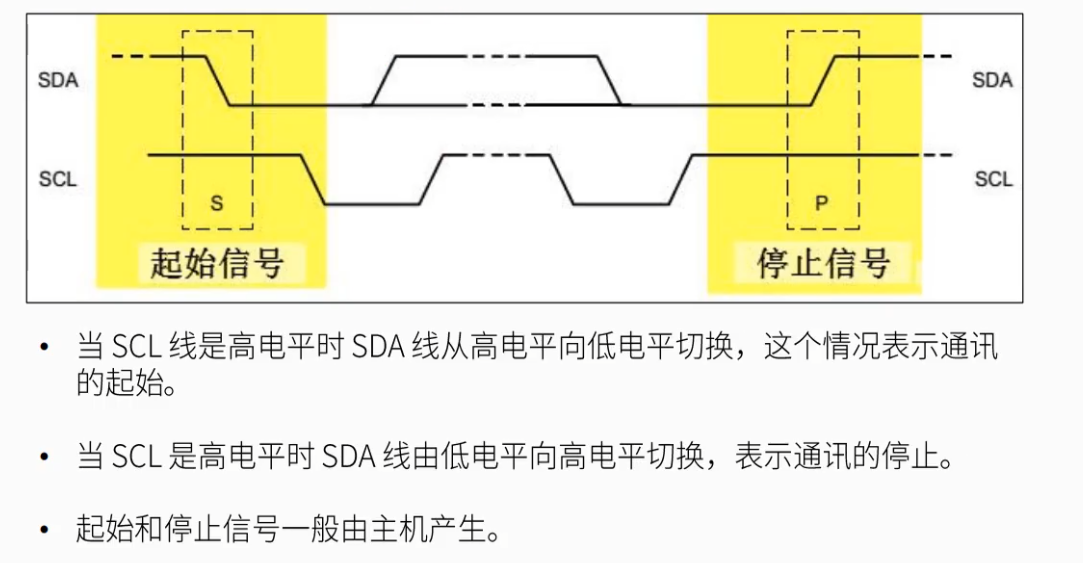 SDA
SDA
SCL
SCL
S
P
起始信号
停止信号
• 当 SCL 线是高电平时 SDA 线从高电平向低电平切换，这个情况表示通讯
的起始。
• 当 SCL 是高电平时 SDA 线由低电平向高电平切换，表示通讯的停止。
• 起始和停止信号一般由主机产生。